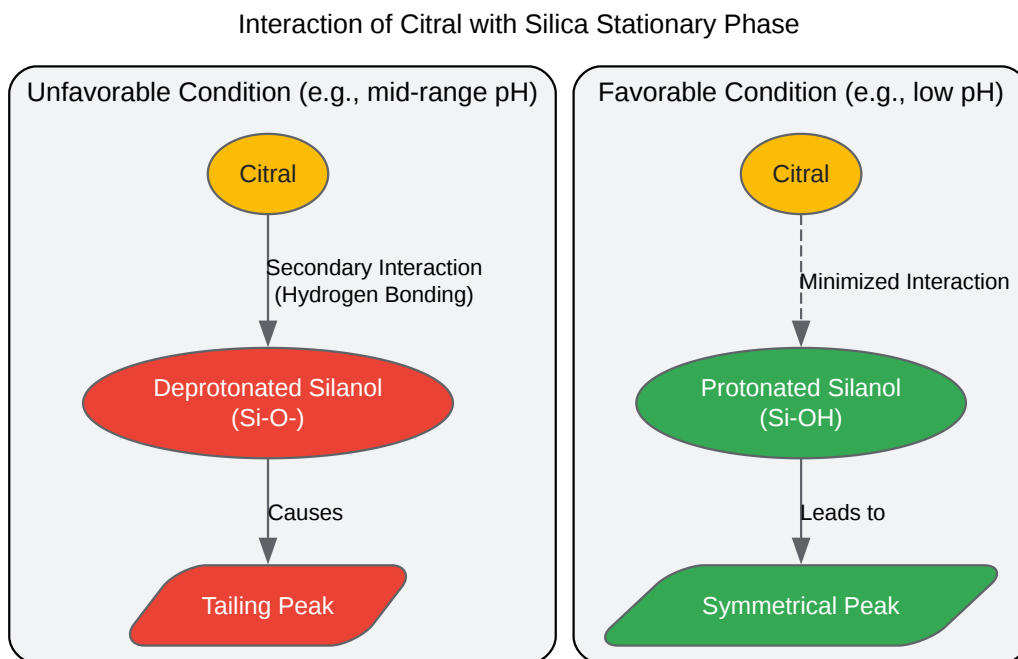 Interaction of Citral with Silica Stationary Phase
Unfavorable Condition (e.g., mid-range pH)
Citral
Secondary Interaction
(Hydrogen Bonding)
Deprotonated Silanol
(Si-O-)
Causes
Tailing Peak
Favorable Condition (e.g., low pH)
Citral
Minimized Interaction
Protonated Silanol
(Si-OH)
Leads to
Symmetrical Peak